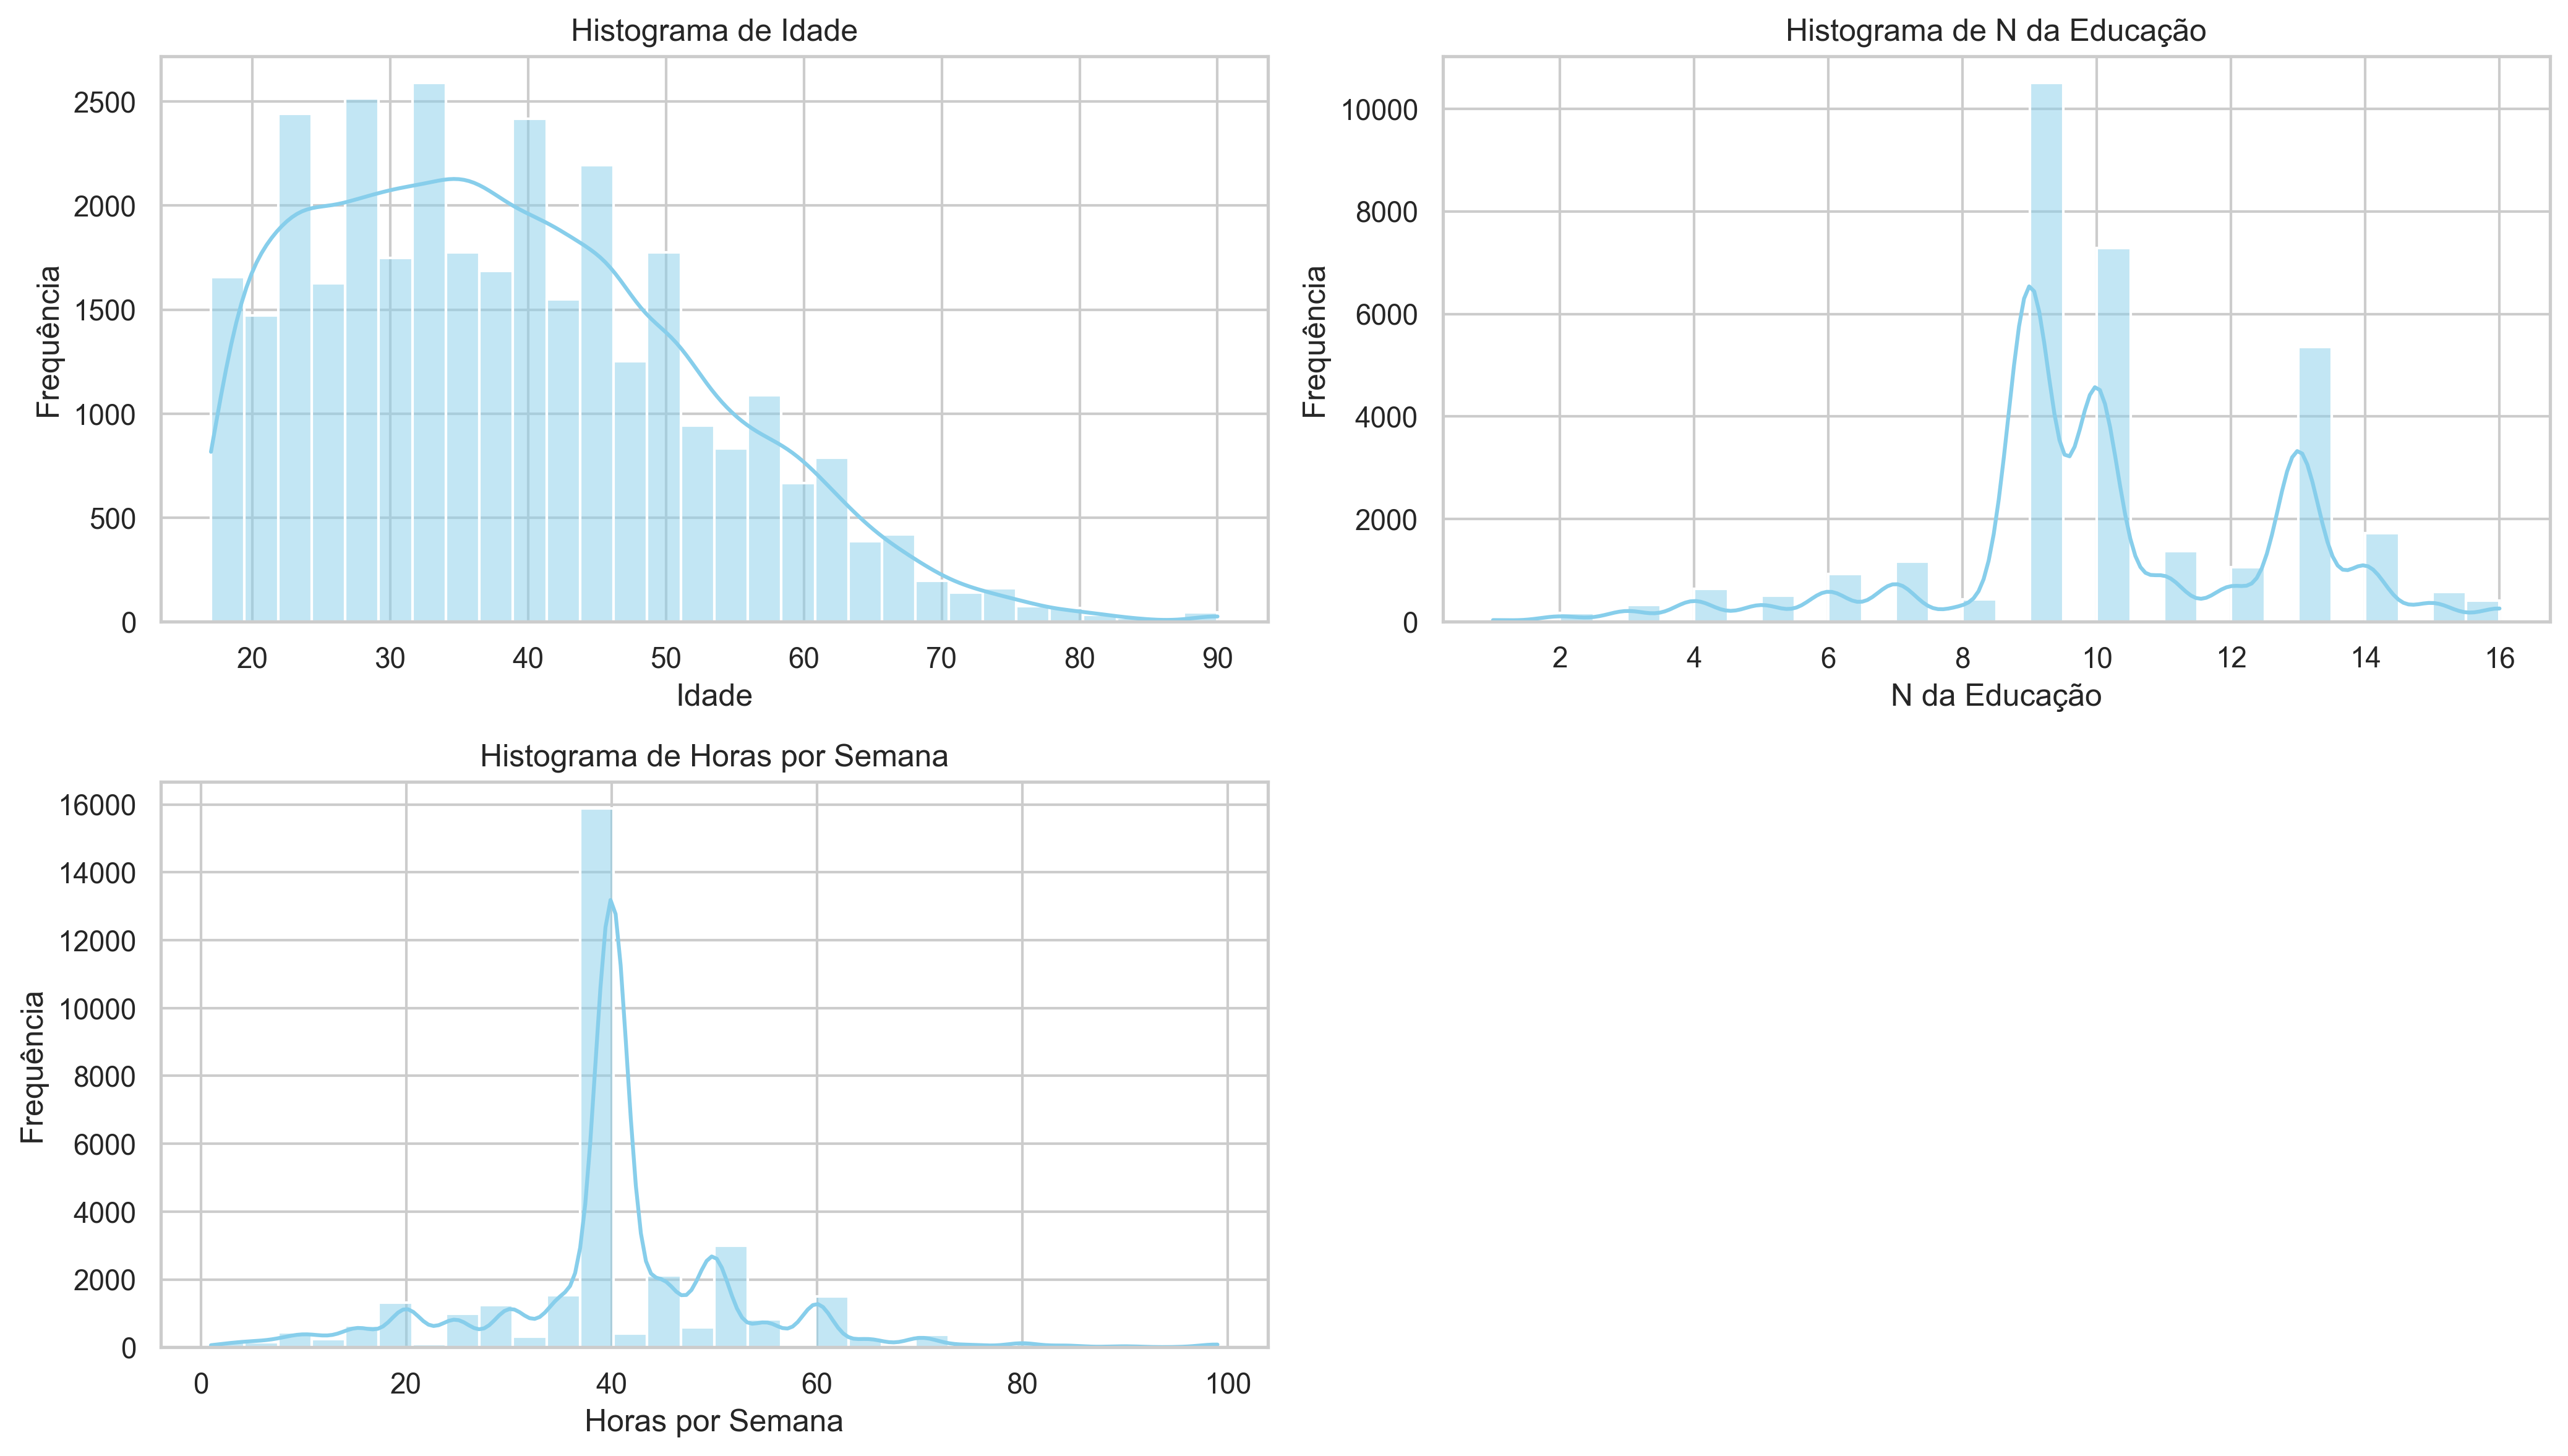 Histograma de Idade
2500
2000
1500
1000
500
0
Frequência
20 30 40 50 60 70 80 90
Idade
Histograma de N da Educação
10000
8000
6000
4000
2000
0
Frequência
2 4 6 8 10 12 14 16
N da Educação
Histograma de Horas por Semana
16000
14000
12000
10000
8000
6000
4000
2000
0
Frequência
0 20 40 60 80 100
Horas por Semana